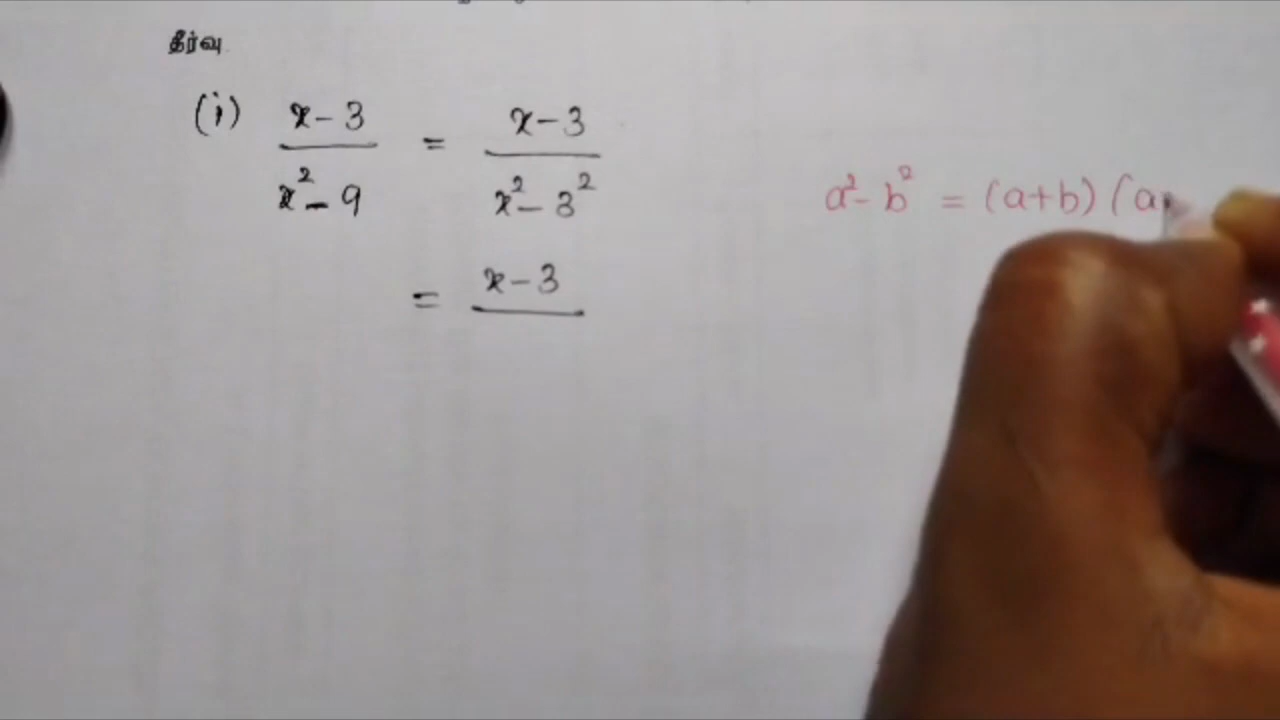 தீர்வு
(i) x-3 / x² - 9 = x-3 / x² - 3²
a² - b² = (a+b) (a
= x-3